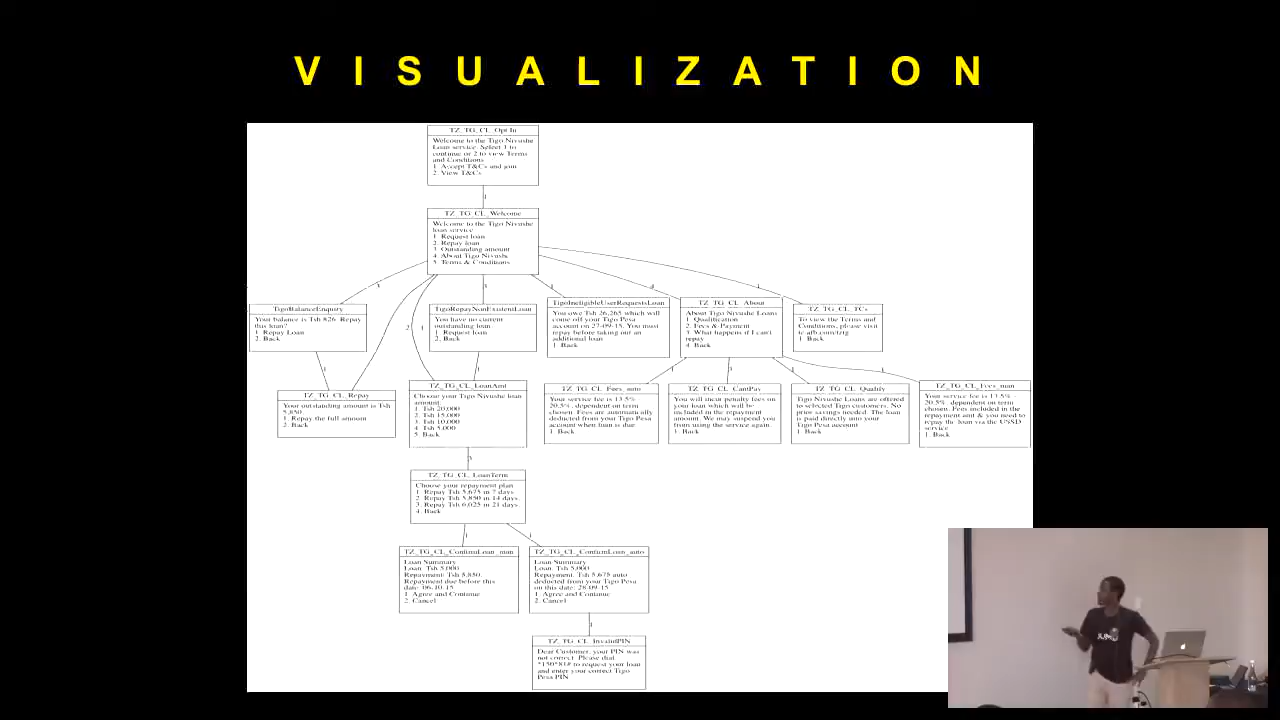 VISUALIZATION
TZ_TG_CL_OptIn
Welcome to the Tigo Nivushe
Loan service. Select 1 to
continue or 2 to view Terms
and Conditions
1. Accept T&Cs and join
2. View T&Cs
1
TZ_TG_CL_Welcome
Welcome to the Tigo Nivushe
loan service
1. Request loan
2. Repay loan
3. Outstanding amount
4. About Tigo Nivushe
5. Terms & Conditions
3
2
4
TigoBalanceEnquiry
Your balance is Tsh 826. Repay
this loan?
1. Repay Loan
2. Back
TigoRepayNonExistentLoan
You have no current
outstanding loan
1. Request loan
2. Back
TigoIneligibleUserRequestsLoan
You owe Tsh 26,265 which will
come off your Tigo Pesa
account on 27-09-15. You must
repay before taking out an
additional loan
1. Back
TZ_TG_CL_About
About Tigo Nivushe Loans
1. Qualification
2. Fees & Payment
3. What happens if I can't
repay
4. Back
TZ_TG_CL_TCs
To view the Terms and
Conditions, please visit
1. Back
TZ_TG_CL_Repay
Your outstanding amount is Tsh
5,850.
1. Repay the full amount
2. Back
TZ_TG_CL_LoanAmt
Choose your Tigo Nivushe loan
amount:
1. Tsh 20,000
2. Tsh 15,000
3. Tsh 10,000
4. Tsh 5,000
5. Back
TZ_TG_CL_Fees_auto
Your service fee is 13.5% -
20.5% - dependent on term
chosen. Fees are automatically
deducted from your Tigo Pesa
account when loan is due
1. Back
TZ_TG_CL_CantPay
You will incur penalty fees on
your loan which will be
included in the repayment
amount. We may suspend you
from using the service again.
Back
TZ_TG_CL_Qualify
Tigo Nivushe Loans are offered
to selected Tigo customers. No
prior savings needed. The loan
is paid directly into your
Tigo Pesa account
1. Back
TZ_TG_CL_Fees_man
Your service fee is 13.5% -
20.5% - dependent on term
chosen. Fees included in the
repayment amt & you need to
repay the loan via the USSD
service
1. Back
TZ_TG_CL_LoanTerm
Choose your repayment plan
1. Repay Tsh 5,675 in 7 days
2. Repay Tsh 5,850 in 14 days
3. Repay Tsh 6,025 in 21 days
4. Back
TZ_TG_CL_ConfirmLoan_man
Loan Summary
Loan: Tsh 5,000
Repayment: Tsh 5,850.
Repayment due before this
date: 06-10-15
1. Agree and Continue
2. Cancel
TZ_TG_CL_ConfirmLoan_auto
Loan Summary
Loan: Tsh 5,000
Repayment: Tsh 5,675 auto
deducted from your Tigo Pesa
on this date: 28-09-15
1. Agree and Continue
2. Cancel
1
TZ_TG_CL_InvalidPIN
Dear Customer, your PIN was
not correct. Please dial
to request your loan
and enter your correct Tigo
Pesa PIN